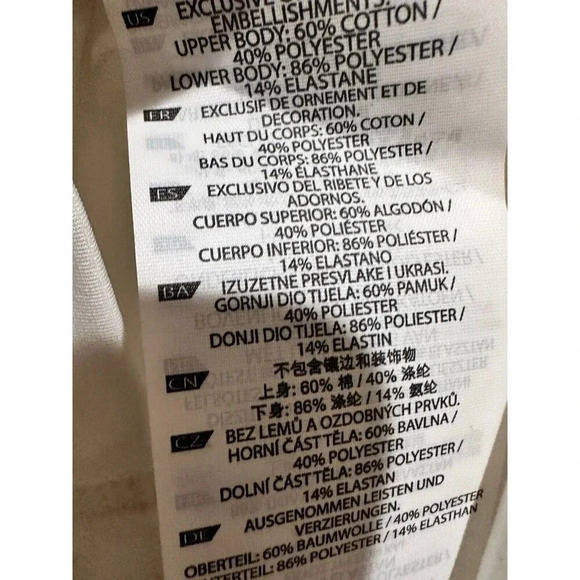 US EXCLUSIVE
EMBELLISHMENTS.
UPPER BODY: 60% COTTON /
40% POLYESTER
LOWER BODY: 86% POLYESTER /
14% ELASTANE
FR EXCLUSIF DE ORNEMENT ET DE
DECORATION.
HAUT DU CORPS: 60% COTON /
40% POLYESTER
BAS DU CORPS: 86% POLYESTER /
14% ÉLASTHANE
ES EXCLUSIVO DEL RIBETE Y DE LOS
ADORNOS.
CUERPO SUPERIOR: 60% ALGODÓN /
40% POLIÉSTER
CUERPO INFERIOR: 86% POLIÉSTER /
14% ELASTANO
BA IZUZETNE PRESVLAKE I UKRASI.
GORNJI DIO TIJELA: 60% PAMUK /
40% POLIESTER
DONJI DIO TIJELA: 86% POLIESTER /
14% ELASTIN
CN 不包含镶边和装饰物
上身: 60% 棉 / 40% 涤纶
下身: 86% 涤纶 / 14% 氨纶
CZ BEZ LEMŮ A OZDOBNÝCH PRVKŮ.
HORNÍ ČÁST TĚLA: 60% BAVLNA /
40% POLYESTER
DOLNÍ ČÁST TĚLA: 86% POLYESTER /
14% ELASTAN
DE AUSGENOMMEN LEISTEN UND
VERZIERUNGEN.
OBERTEIL: 60% BAUMWOLLE / 40% POLYESTER
UNTERTEIL: 86% POLYESTER / 14% ELASTHAN